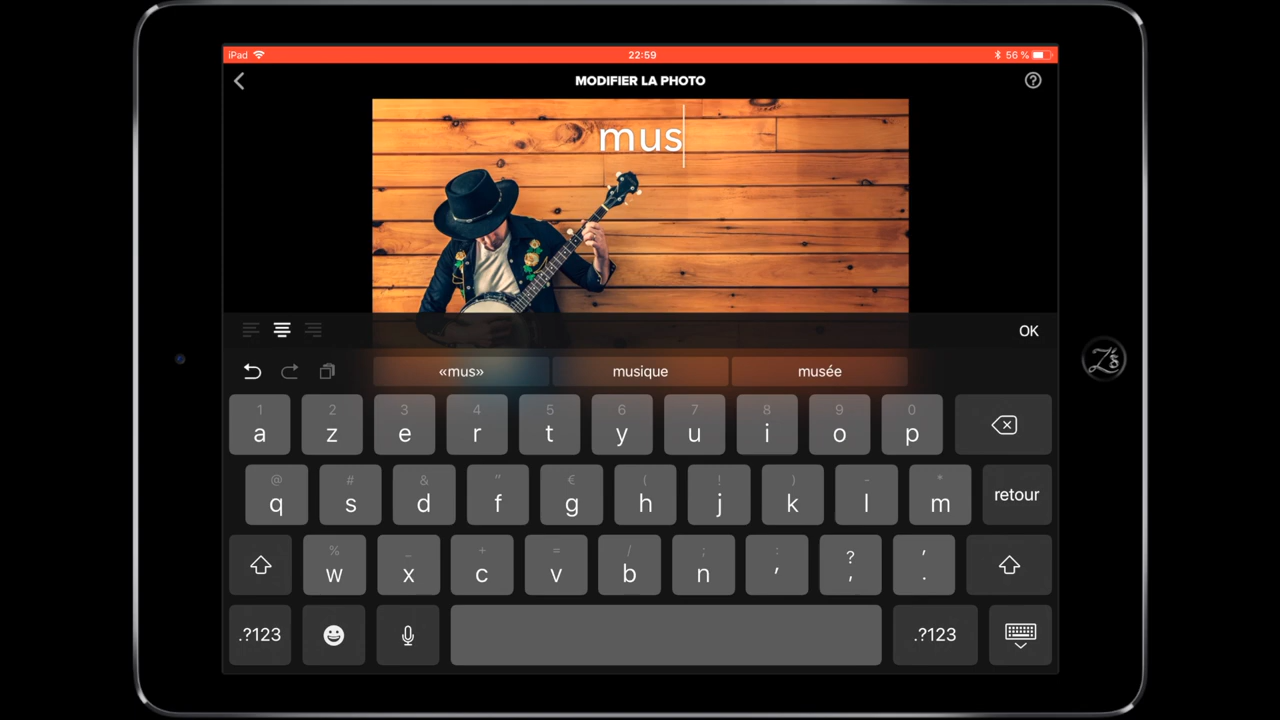 iPad 22:59 56 %
MODIFIER LA PHOTO ?
mus
OK
«mus» musique musée
1 2 3 4 5 6 7 8 9 0
a z e r t y u i o p
@ # & " € ( ! ) - *
q s d f g h j k l m
retour
% _ + = / ; : ? '
w x c v b n ' , .
.?123 .?123
Z's